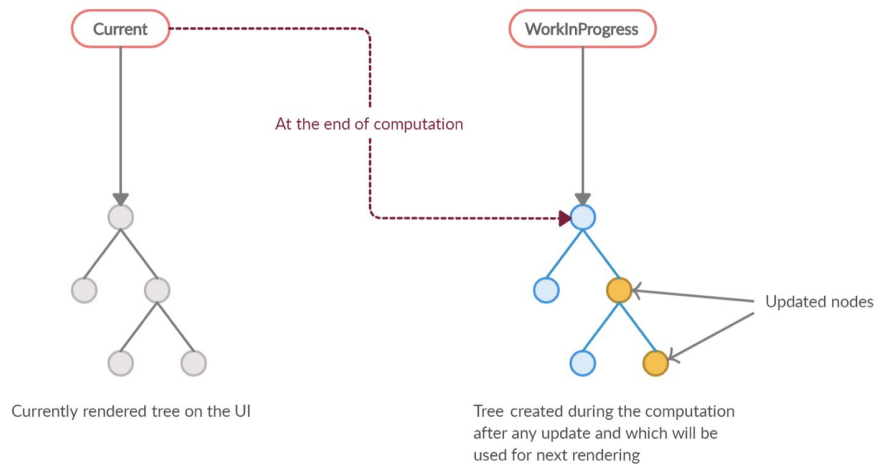 Current
WorkInProgress
At the end of computation
Updated nodes
Currently rendered tree on the UI
Tree created during the computation
after any update and which will be
used for next rendering